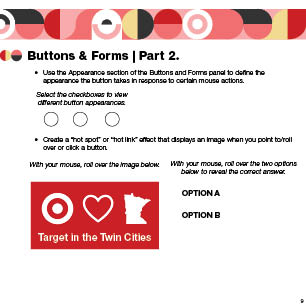 Buttons & Forms | Part 2.
• Use the Appearance section of the Buttons and Forms panel to define the
appearance the button takes in response to certain mouse actions.
Select the checkboxes to view
different button appearances.
• Create a “hot spot” or “hot link” effect that displays an image when you point to/roll
over or click a button.
With your mouse, roll over the image below.
With your mouse, roll over the two options
below to reveal the correct answer.
OPTION A
OPTION B
Target in the Twin Cities
9